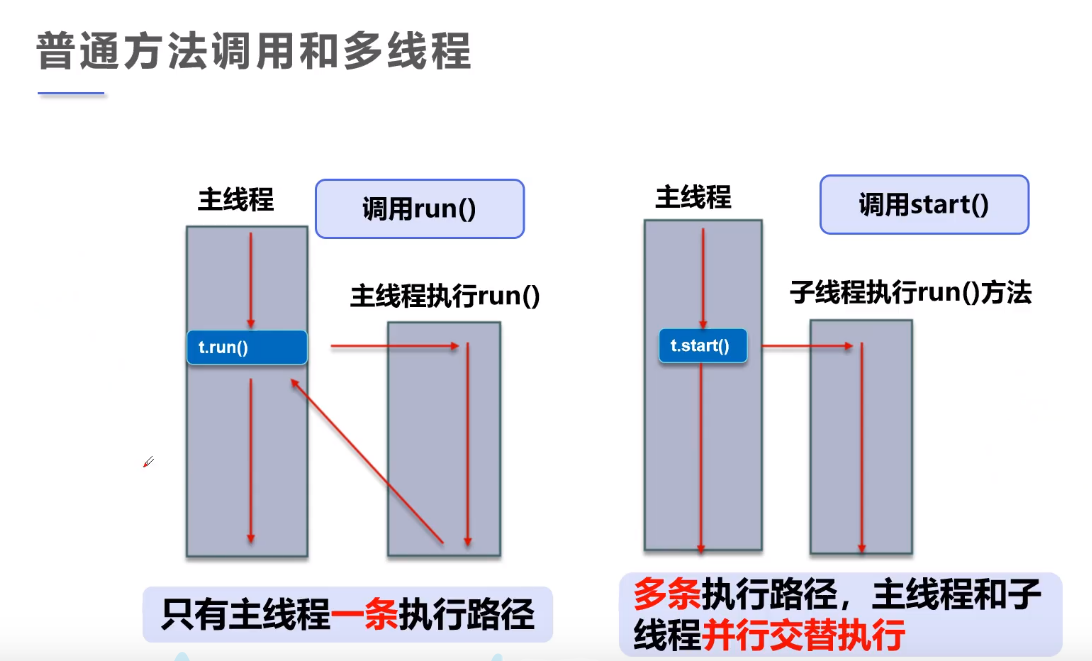 普通方法调用和多线程
主线程
调用run()
主线程执行run()
t.run()
只有主线程一条执行路径
主线程
调用start()
子线程执行run()方法
t.start()
多条执行路径，主线程和子
线程并行交替执行